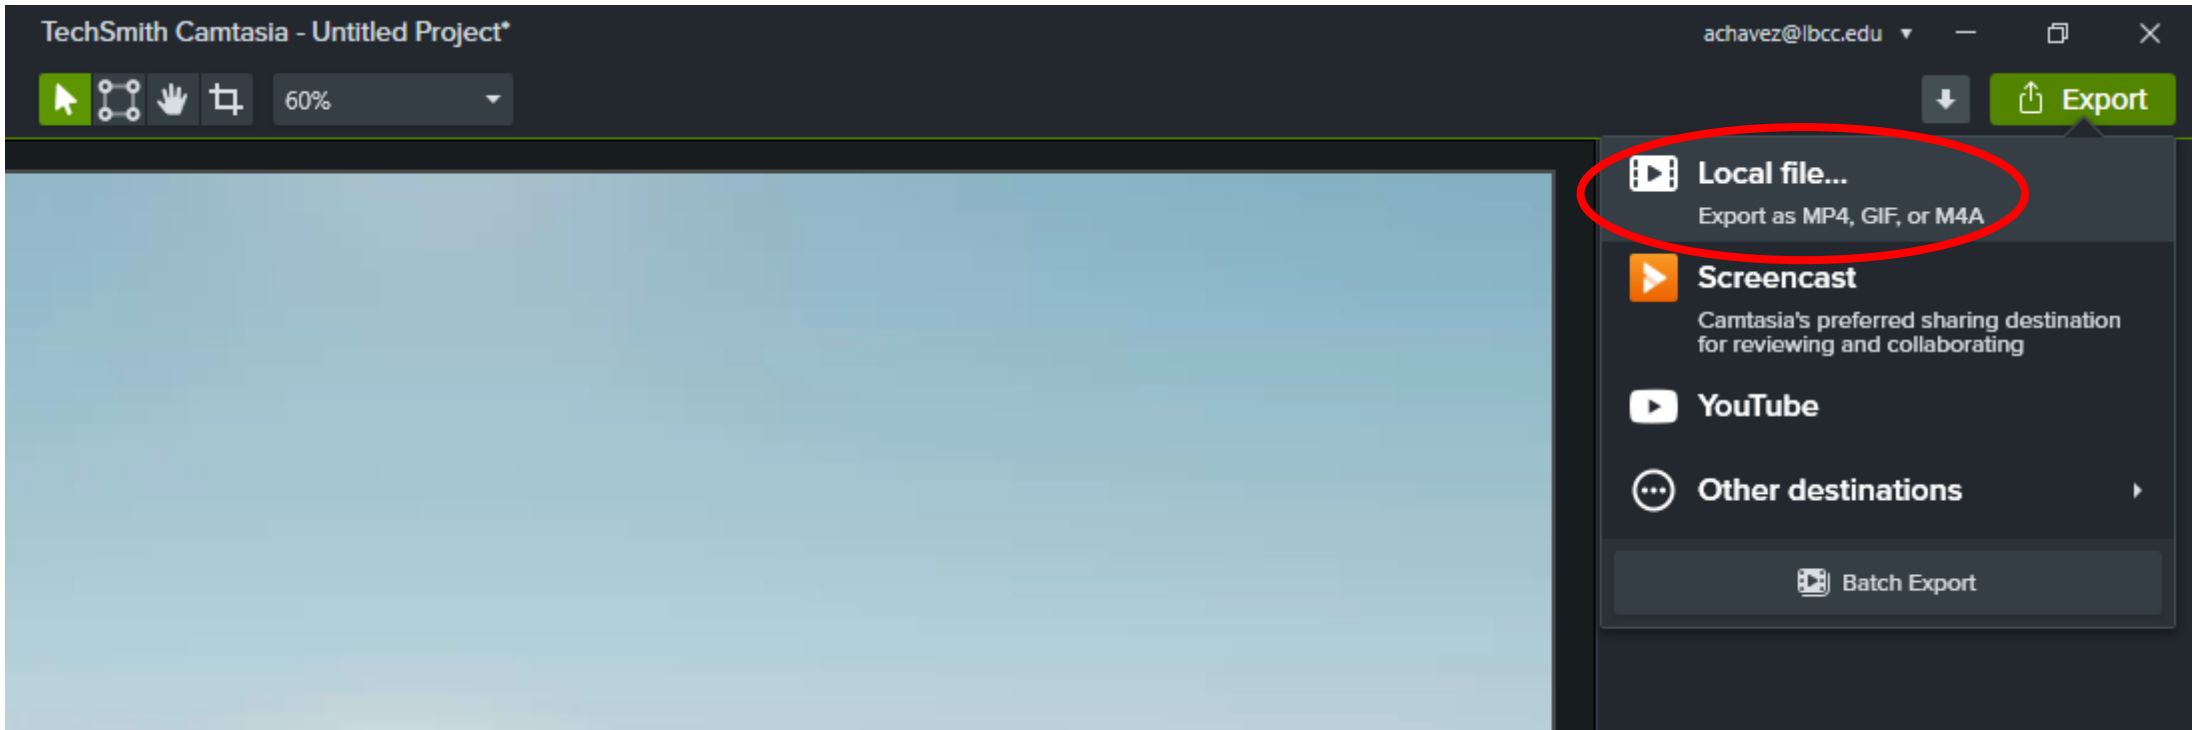 TechSmith Camtasia - Untitled Project*
achavez@lbcc.edu
60%
Export
Local file...
Export as MP4, GIF, or M4A
Screencast
Camtasia's preferred sharing destination
for reviewing and collaborating
YouTube
Other destinations
Batch Export